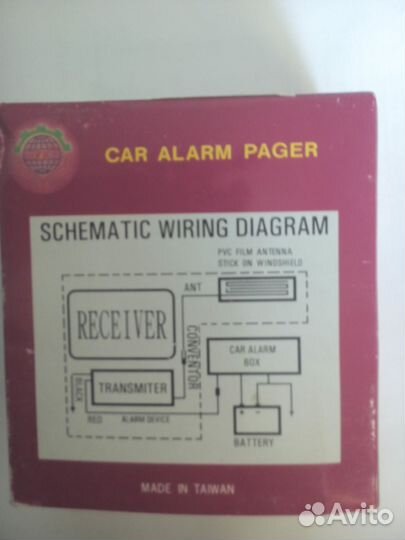 CAR ALARM PAGER
SCHEMATIC WIRING DIAGRAM
PVC FILM ANTENNA
STICK ON WINDSHIELD
ANT
RECEIVER
CONVENTOR
CAR ALARM
BOX
TRANSMITER
BLACK
RED
ALARM DEVICE
+ -
BATTERY
MADE IN TAIWAN
Avito